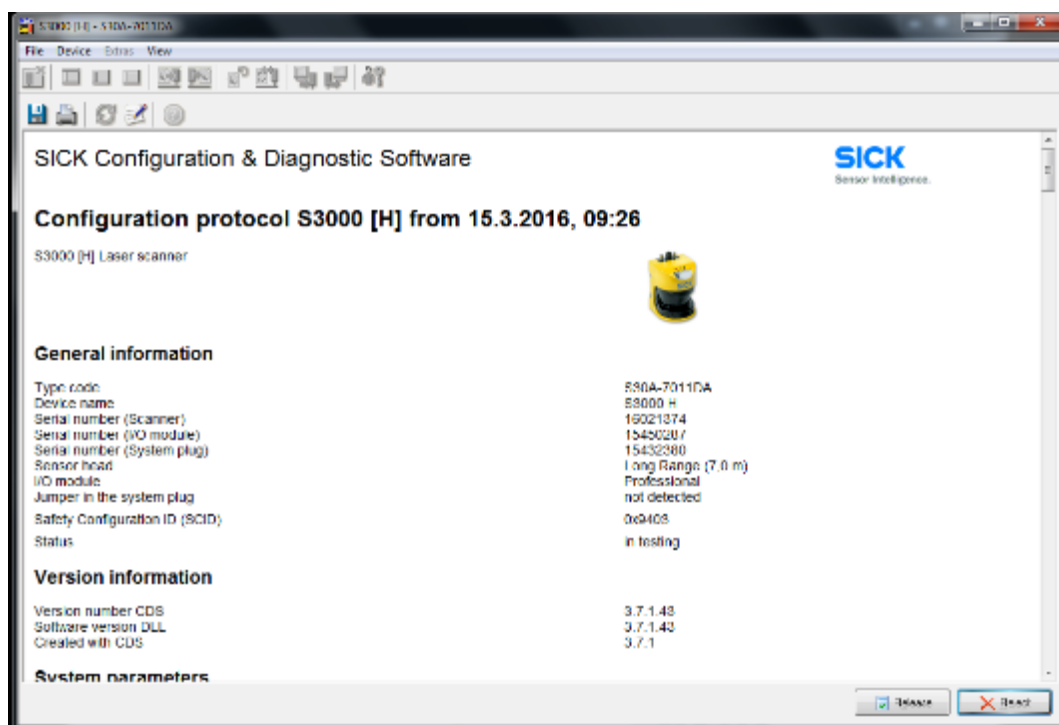 S3000 [H] - S30A-7011DA
File Device Extras View
SICK Configuration & Diagnostic Software
SICK
Sensor Intelligence.
Configuration protocol S3000 [H] from 15.3.2016, 09:26
S3000 [H] Laser scanner
General information
Type code S30A-7011DA
Device name S3000 H
Serial number (Scanner) 16021374
Serial number (I/O module) 15450287
Serial number (System plug) 15432380
Sensor head Long Range (7,0 m)
I/O module Professional
Jumper in the system plug not detected
Safety Configuration ID (SCID) 0x9403
Status in testing
Version information
Version number CDS 3.7.1.43
Software version DLL 3.7.1.43
Created with CDS 3.7.1
System parameters
Release Reject